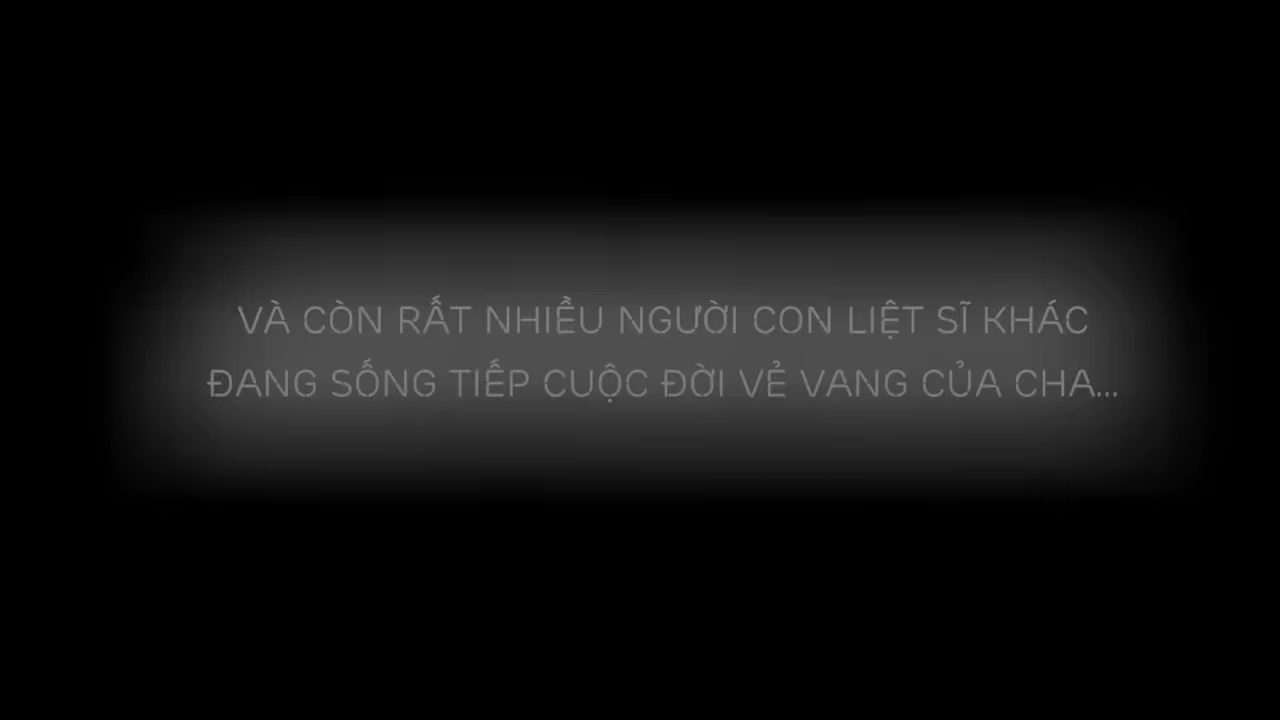 VÀ CÒN RẤT NHIỀU NGƯỜI CON LIỆT SĨ KHÁC
ĐANG SỐNG TIẾP CUỘC ĐỜI VẺ VANG CỦA CHA...